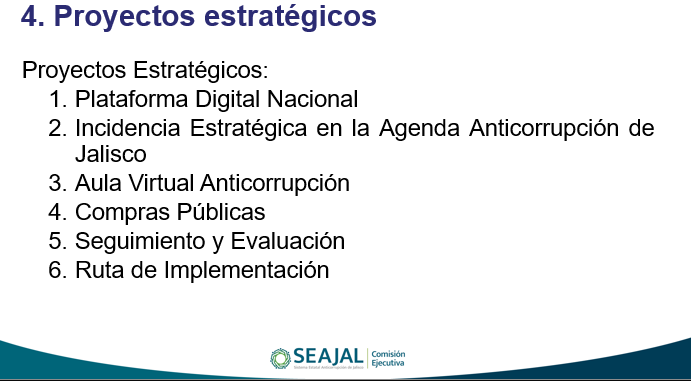 4. Proyectos estratégicos
Proyectos Estratégicos:
1. Plataforma Digital Nacional
2. Incidencia Estratégica en la Agenda Anticorrupción de
Jalisco
3. Aula Virtual Anticorrupción
4. Compras Públicas
5. Seguimiento y Evaluación
6. Ruta de Implementación
SEAJAL
Sistema Estatal Anticorrupción de Jalisco
Comisión
Ejecutiva